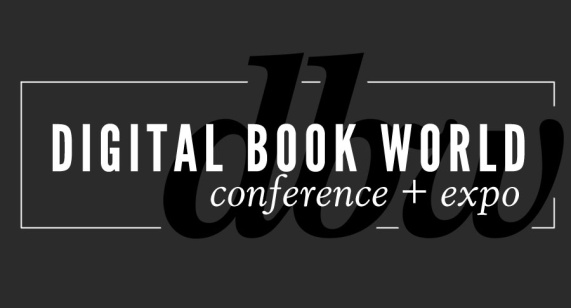 dbw
DIGITAL BOOK WORLD
conference + expo